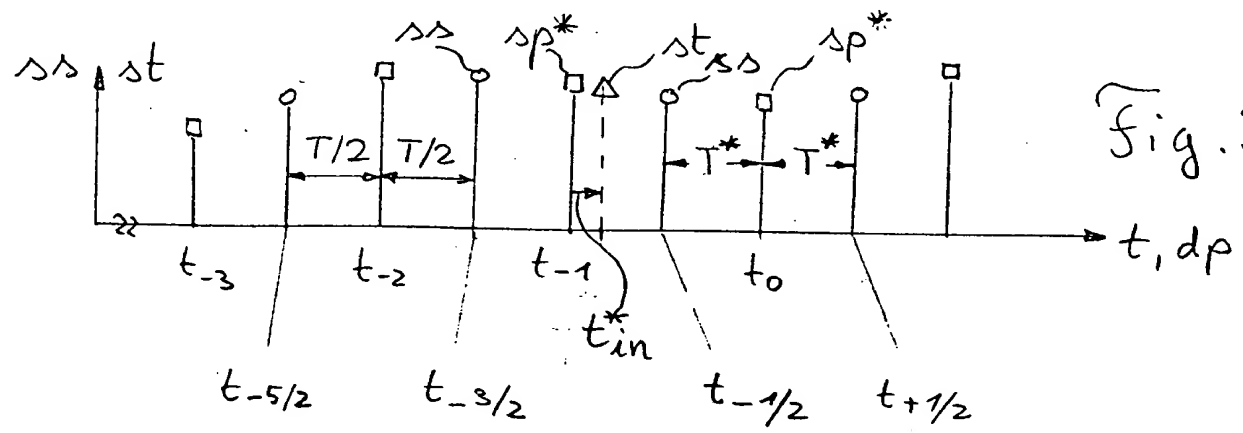 ss st
ss
sp*
st
ss
sp*
Fig.
T/2
T/2
T*
T*
t, dp
t-3
t-2
t-1
t0
t*in
t-5/2
t-3/2
t-1/2
t+1/2